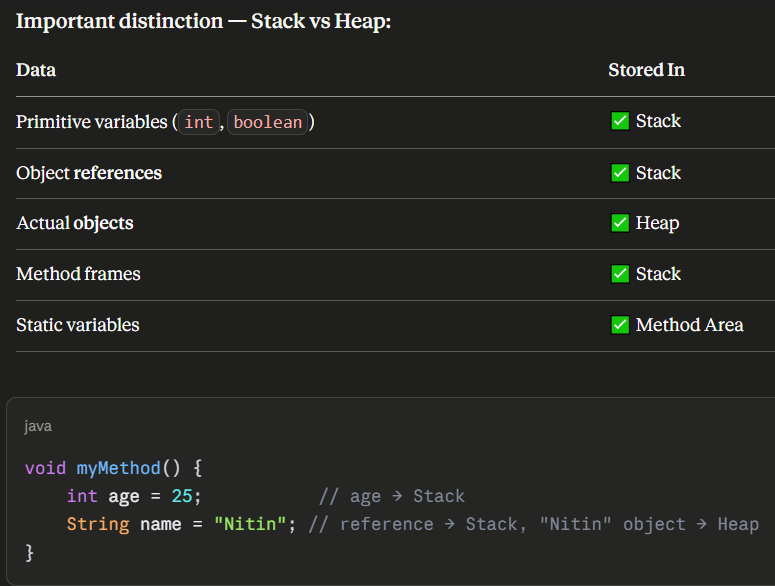 Important distinction — Stack vs Heap:
Data Stored In
Primitive variables (int, boolean) ✅ Stack
Object references ✅ Stack
Actual objects ✅ Heap
Method frames ✅ Stack
Static variables ✅ Method Area
java
void myMethod() {
    int age = 25;           // age → Stack
    String name = "Nitin"; // reference → Stack, "Nitin" object → Heap
}